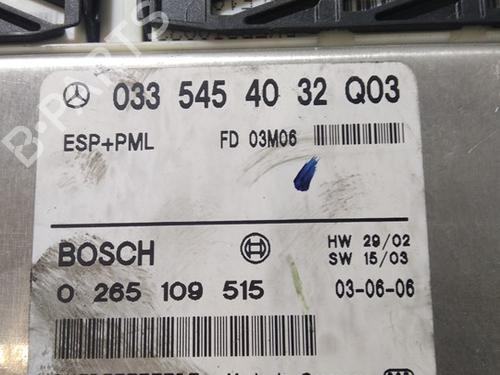 033 545 40 32 Q03
ESP+PML FD 03M06
BOSCH HW 29/02
SW 15/03
0 265 109 515 03-06-06
B-PARTS